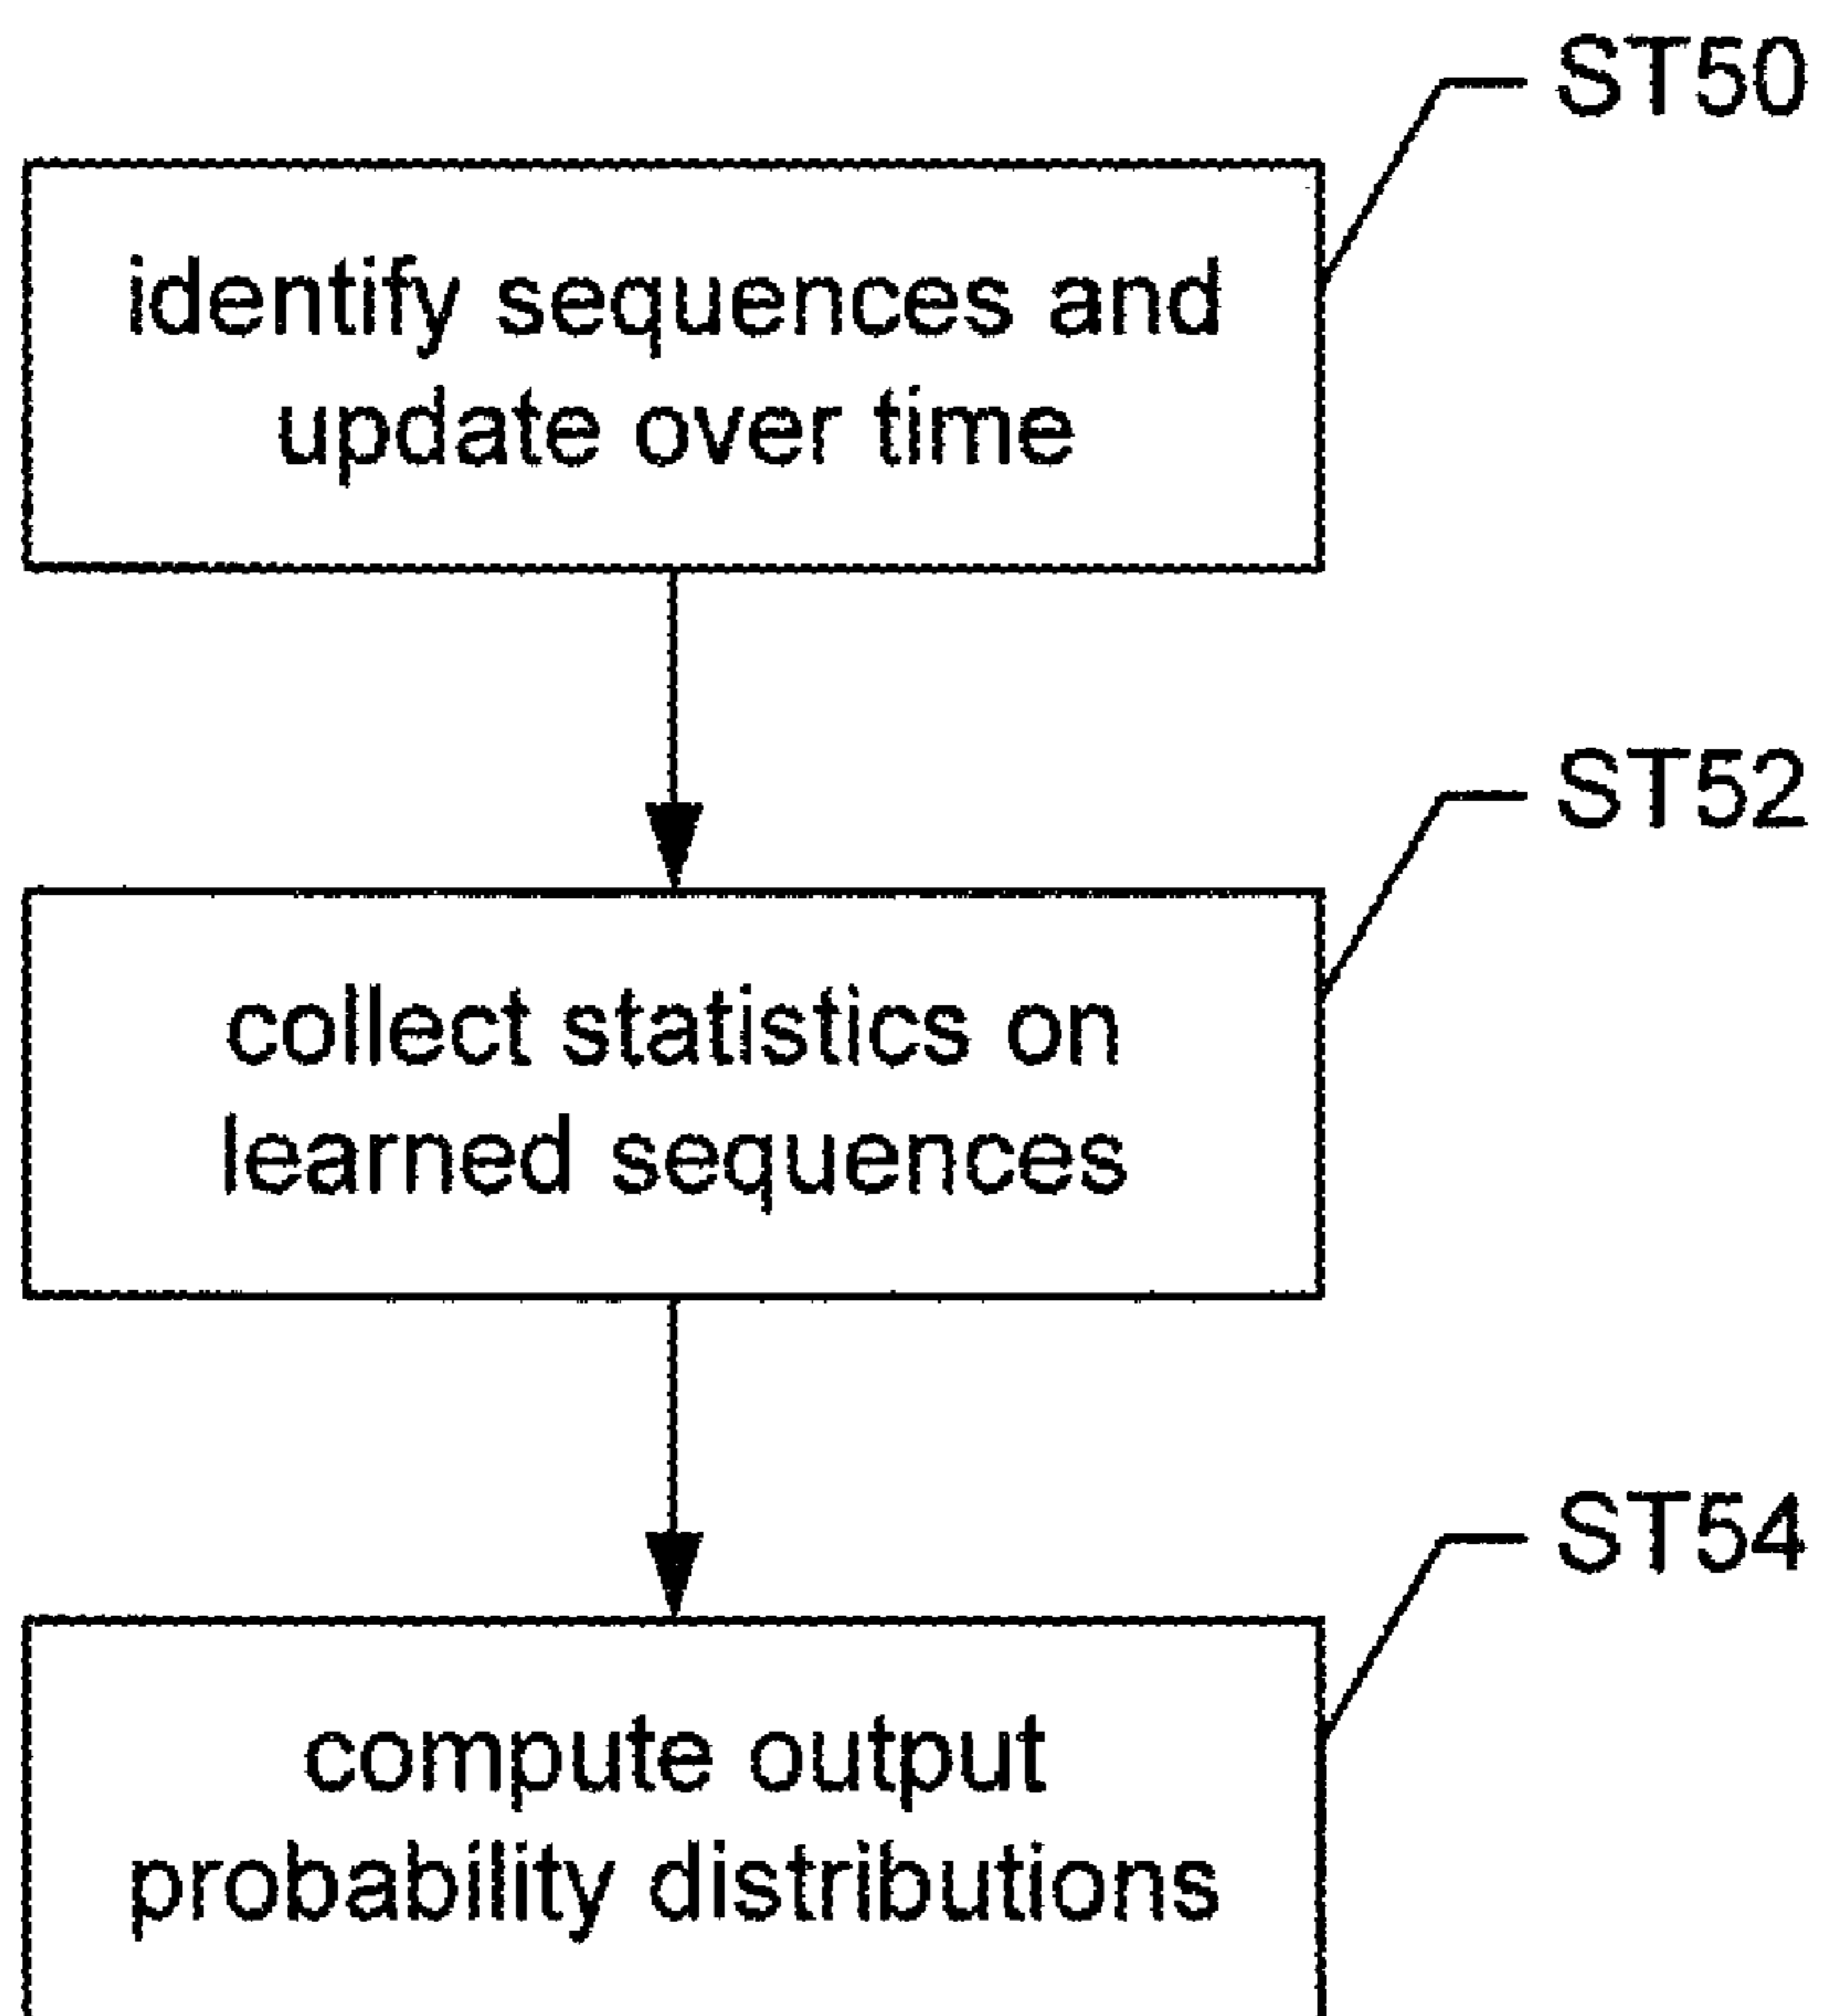 ST50
identify sequences and
update over time
ST52
collect statistics on
learned sequences
ST54
compute output
probability distributions